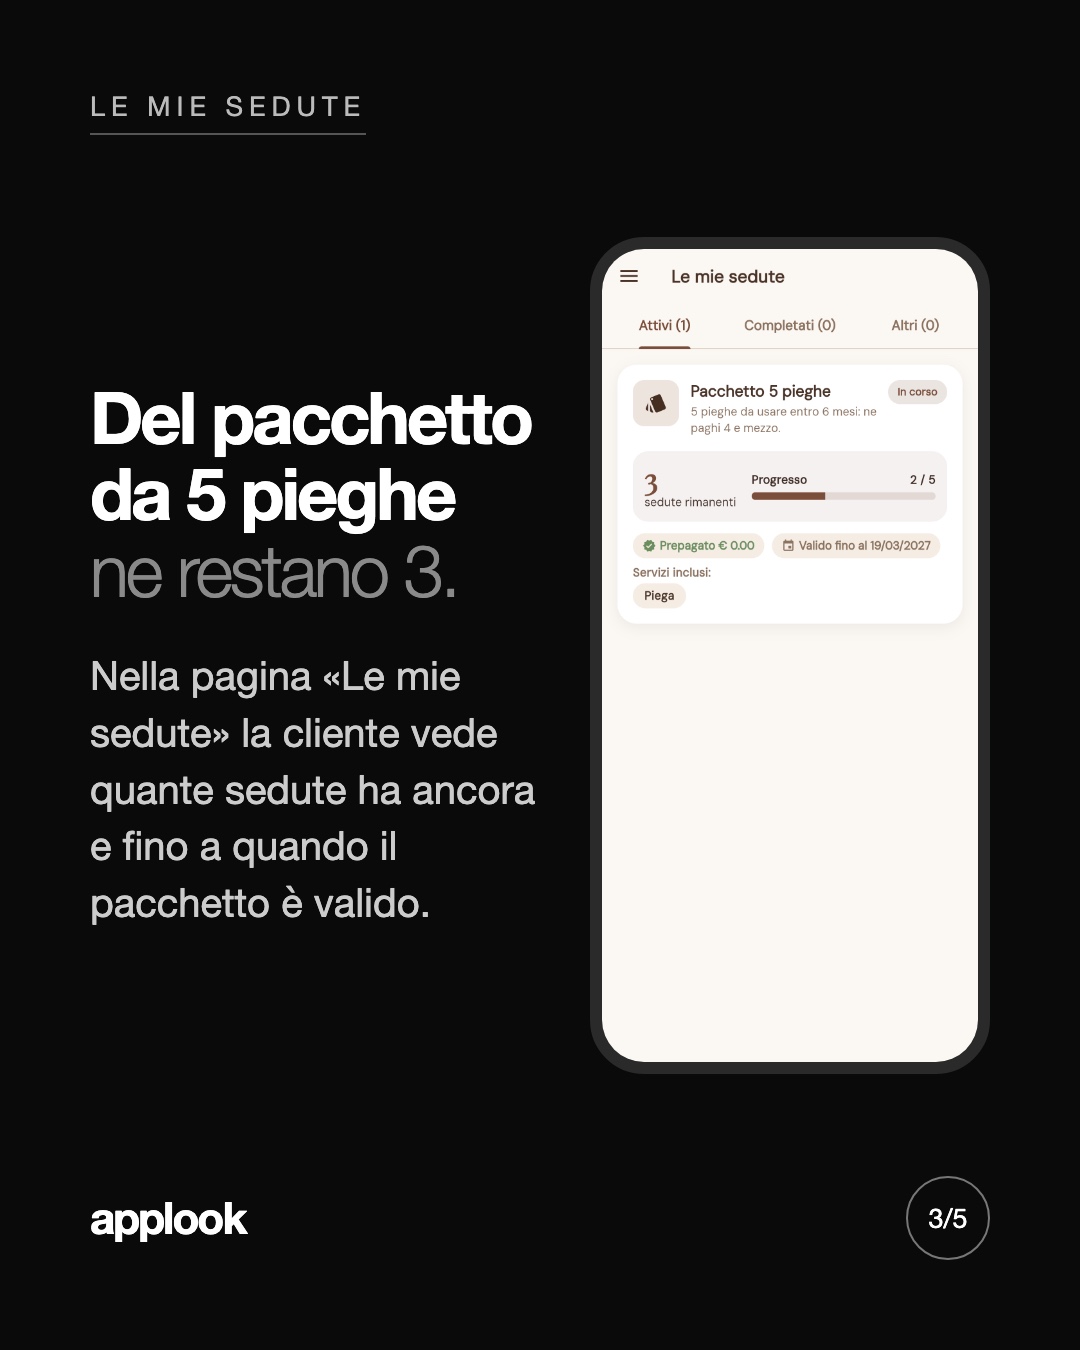 LE MIE SEDUTE
Del pacchetto
da 5 pieghe
ne restano 3.
Nella pagina «Le mie
sedute» la cliente vede
quante sedute ha ancora
e fino a quando il
pacchetto è valido.
Le mie sedute
Attivi (1)
Completati (0)
Altri (0)
Pacchetto 5 pieghe
In corso
5 pieghe da usare entro 6 mesi: ne
paghi 4 e mezzo.
3
sedute rimanenti
Progresso
2 / 5
Prepagato € 0.00
Valido fino al 19/03/2027
Servizi inclusi:
Piega
applook
3/5